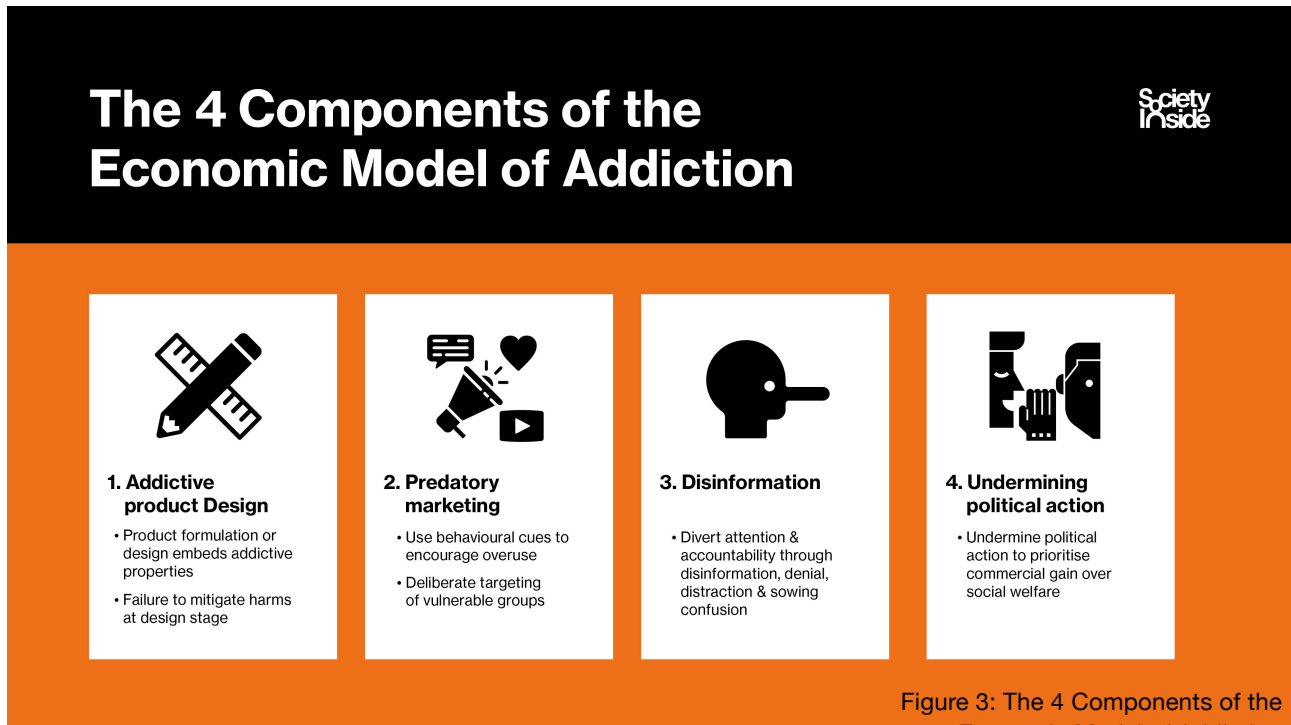 The 4 Components of the
Economic Model of Addiction
Society
Inside
1. Addictive
product Design
• Product formulation or
design embeds addictive
properties
• Failure to mitigate harms
at design stage
2. Predatory
marketing
• Use behavioural cues to
encourage overuse
• Deliberate targeting
of vulnerable groups
3. Disinformation
• Divert attention &
accountability through
disinformation, denial,
distraction & sowing
confusion
4. Undermining
political action
• Undermine political
action to prioritise
commercial gain over
social welfare
Figure 3: The 4 Components of the